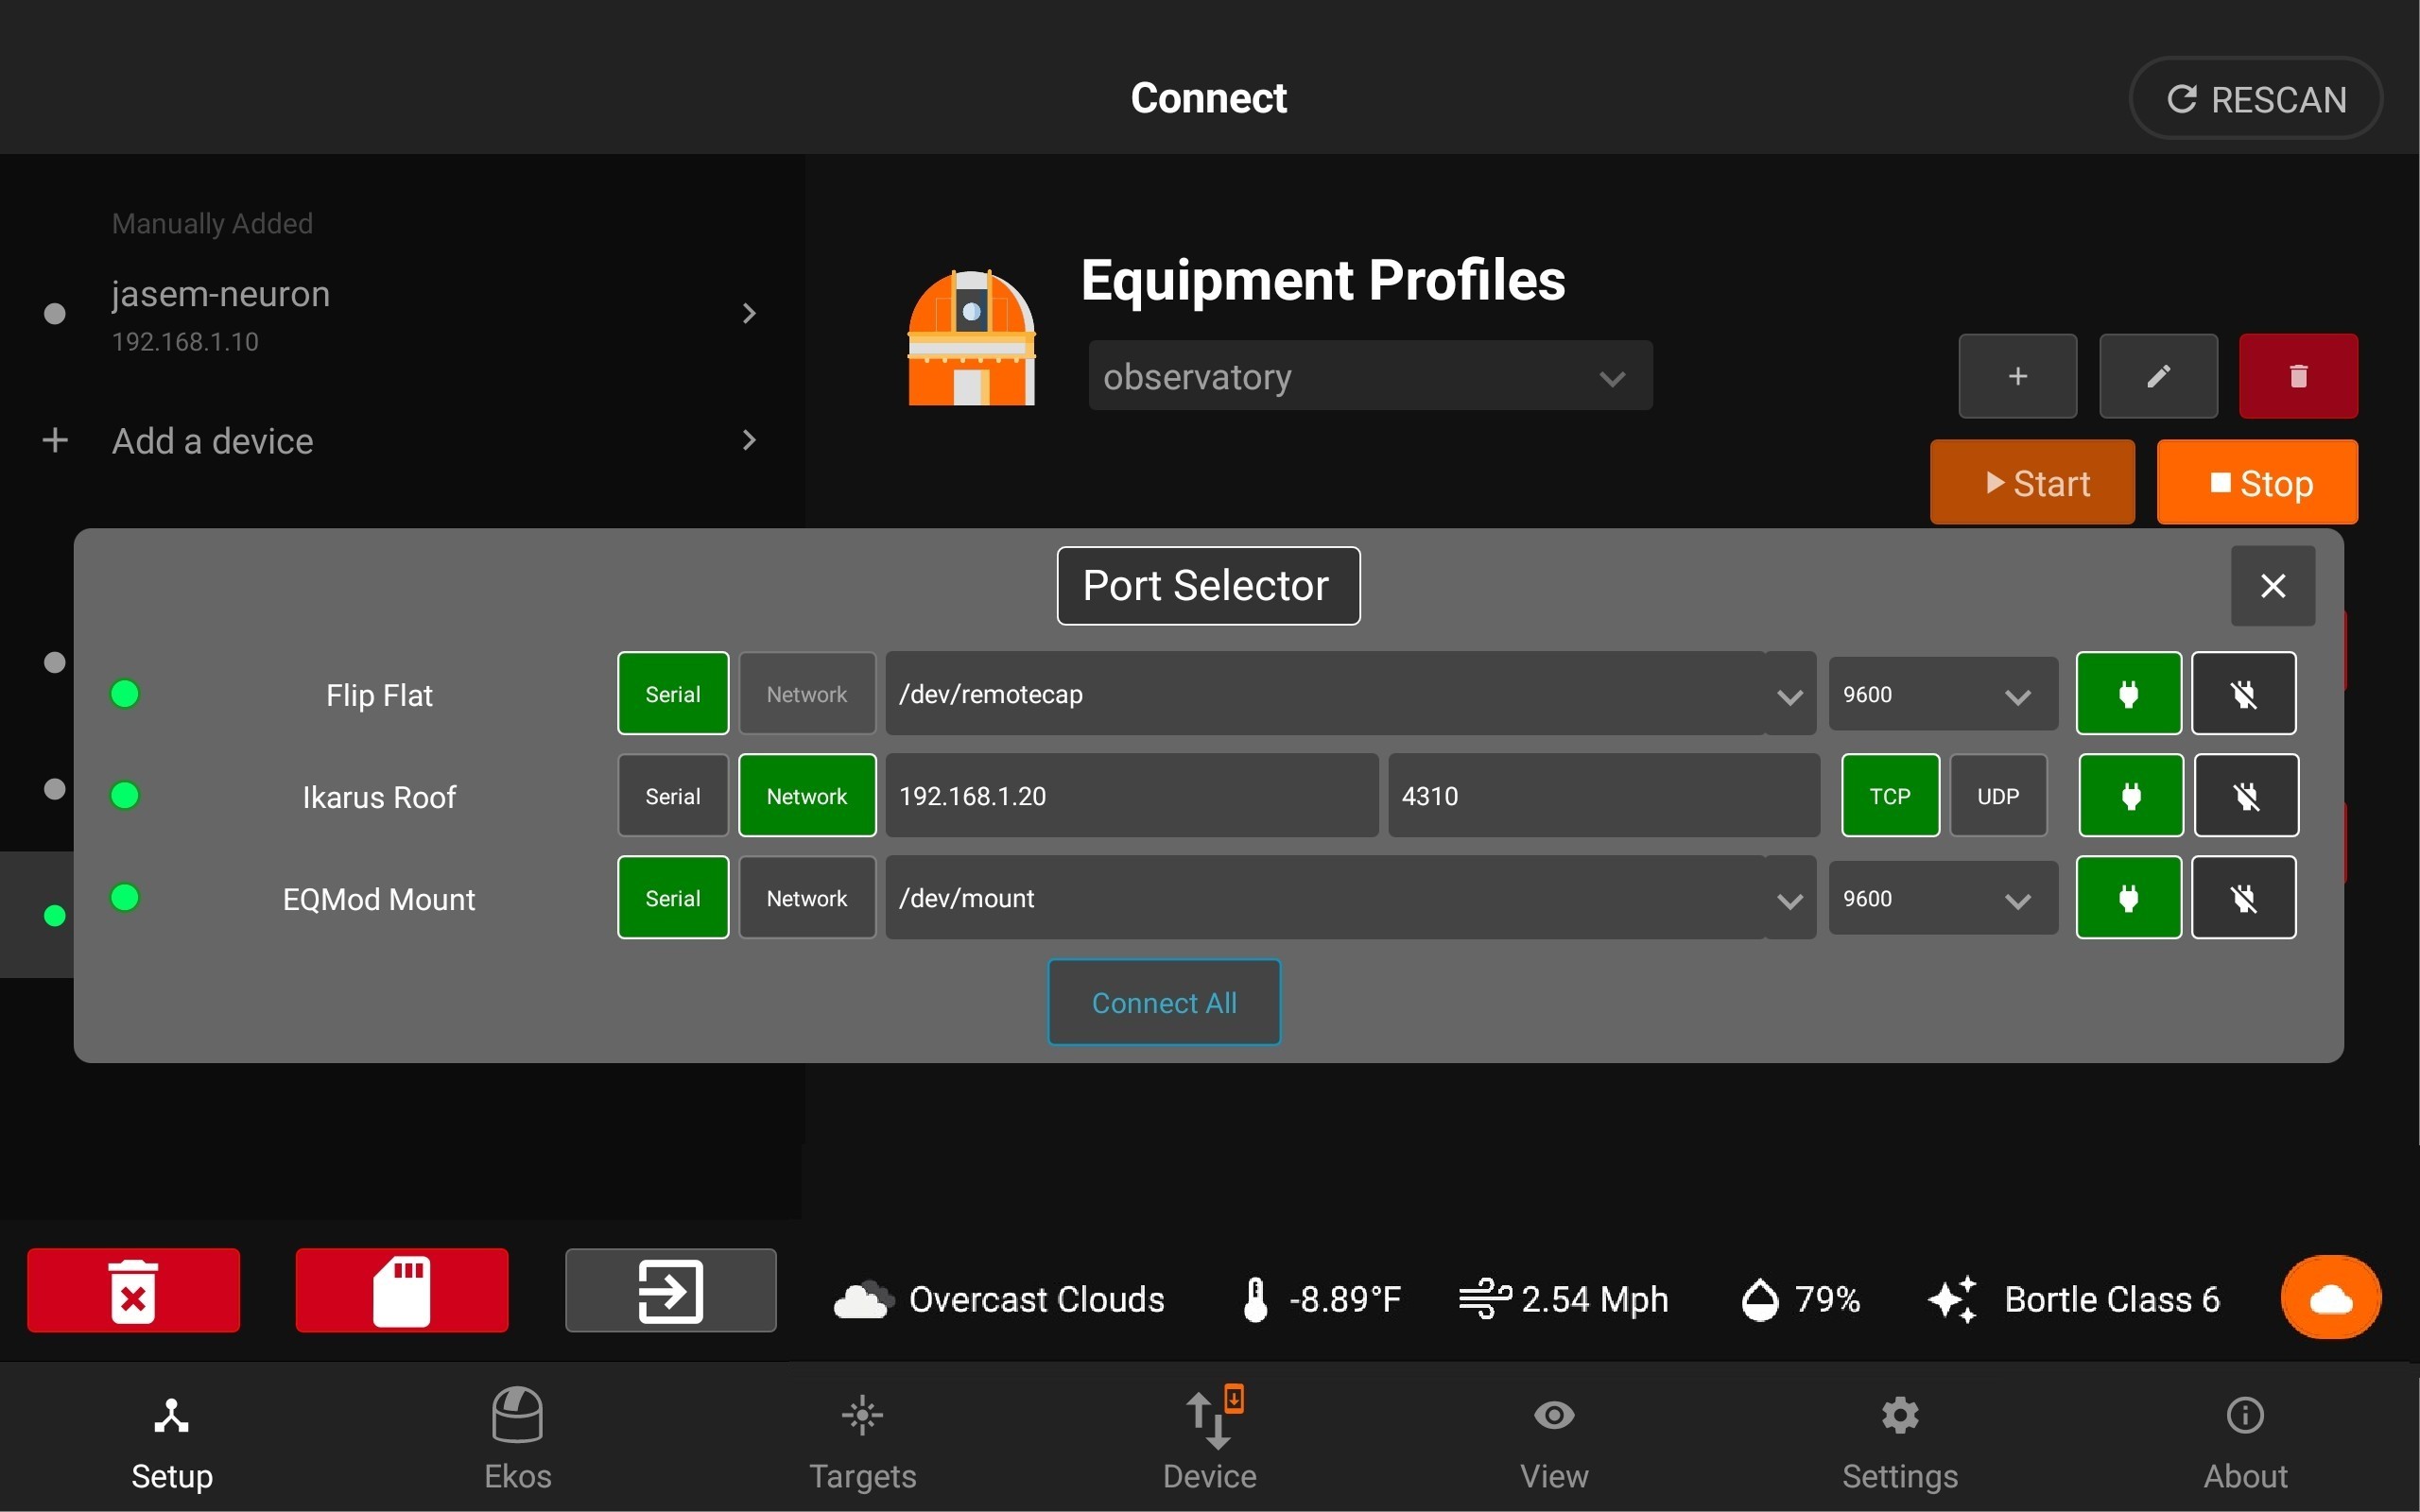 Connect
RESCAN
Manually Added
jasem-neuron
192.168.1.10
Add a device
Equipment Profiles
observatory
Start
Stop
Port Selector
Flip Flat
Serial
Network
/dev/remotecap
9600
Ikarus Roof
Serial
Network
192.168.1.20
4310
TCP
UDP
EQMod Mount
Serial
Network
/dev/mount
9600
Connect All
Overcast Clouds
-8.89°F
2.54 Mph
79%
Bortle Class 6
Setup
Ekos
Targets
Device
View
Settings
About